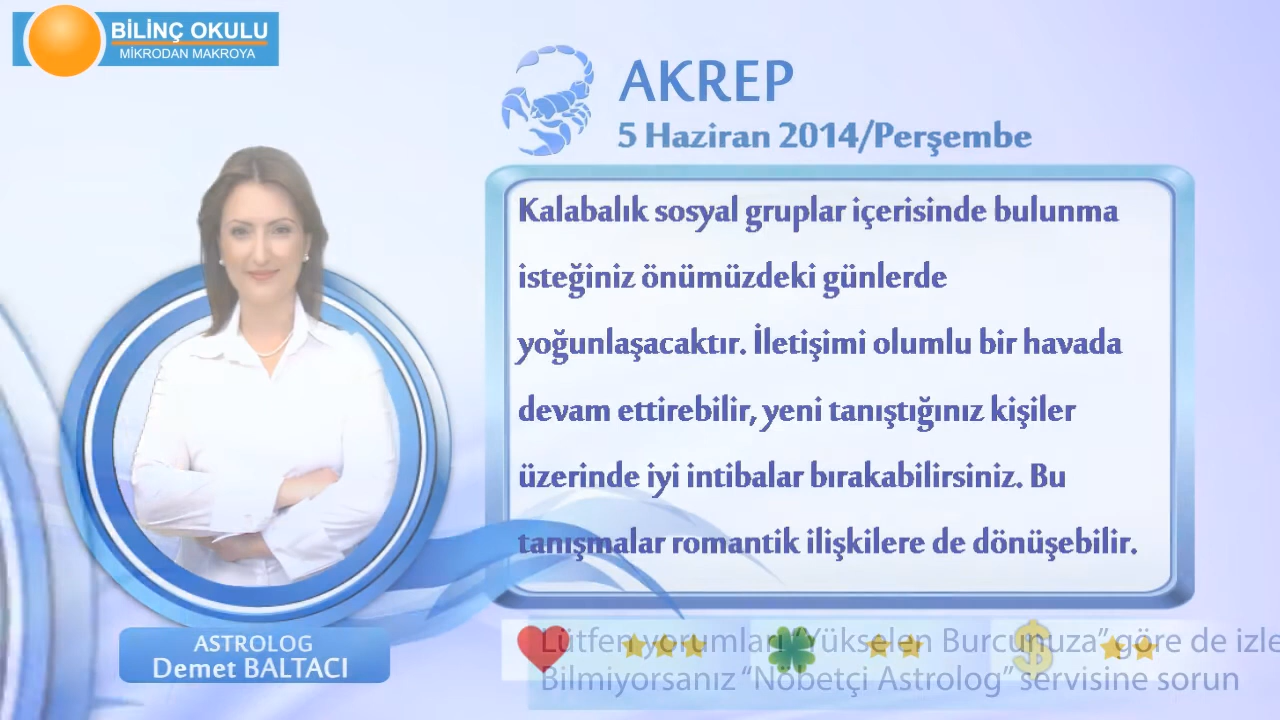 BİLİNÇ OKULU
MİKRODAN MAKROYA
AKREP
5 Haziran 2014/Perşembe
Kalabalık sosyal gruplar içerisinde bulunma
isteğiniz önümüzdeki günlerde
yoğunlaşacaktır. İletişimi olumlu bir havada
devam ettirebilir, yeni tanıştığınız kişiler
üzerinde iyi intibalar bırakabilirsiniz. Bu
tanışmalar romantik ilişkilere de dönüşebilir.
ASTROLOG
Demet BALTACI
Lütfen yorumları "Yükselen Burcunuza" göre de izle
Bilmiyorsanız "Nöbetçi Astrolog" servisine sorun